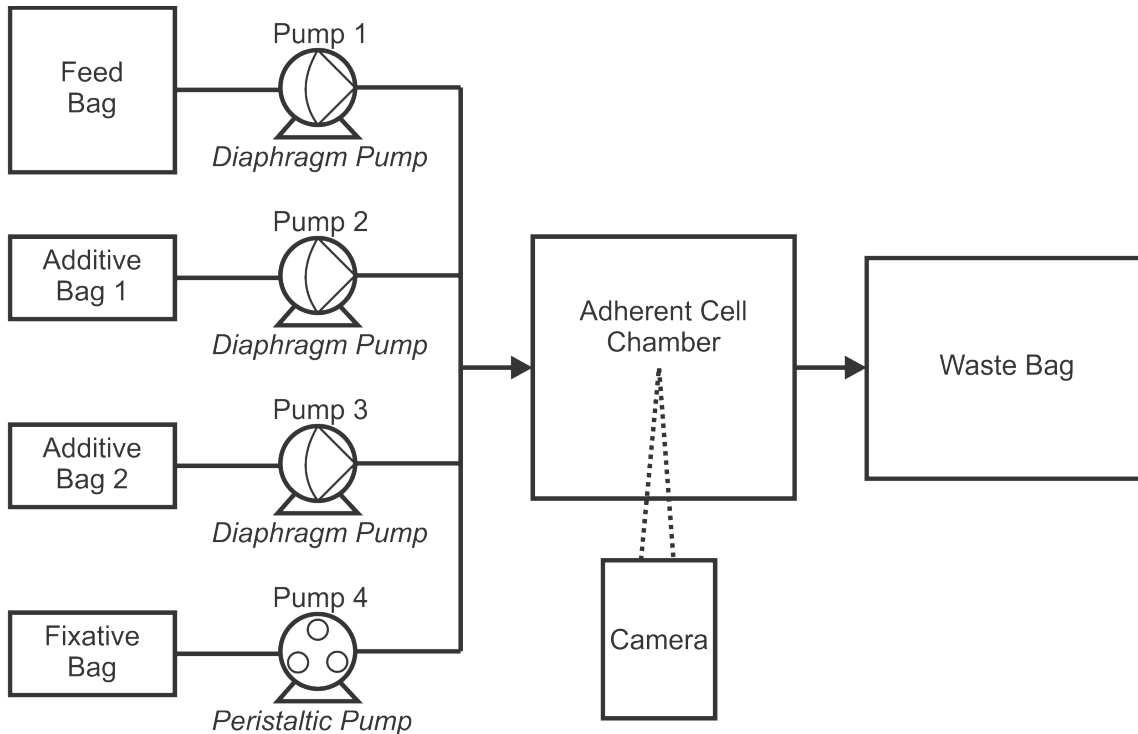 Feed
Bag
Pump 1
Diaphragm Pump
Additive
Bag 1
Pump 2
Diaphragm Pump
Additive
Bag 2
Pump 3
Diaphragm Pump
Fixative
Bag
Pump 4
Peristaltic Pump
Adherent Cell
Chamber
Camera
Waste Bag